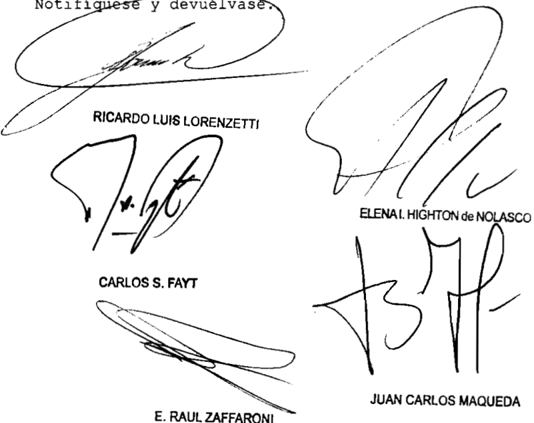 Notifíquese y devuélvase.
RICARDO LUIS LORENZETTI
ELENA I. HIGHTON de NOLASCO
CARLOS S. FAYT
JUAN CARLOS MAQUEDA
E. RAUL ZAFFARONI